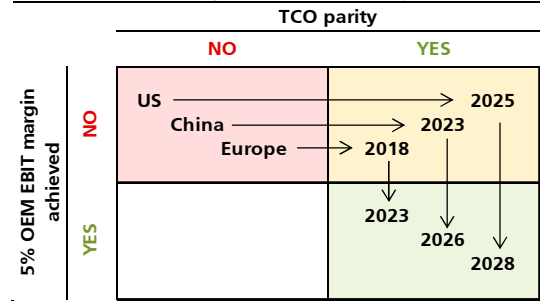 TCO parity
NO
YES
5% OEM EBIT margin
achieved
NO
YES
US
2025
China
2023
Europe
2018
2023
2026
2028